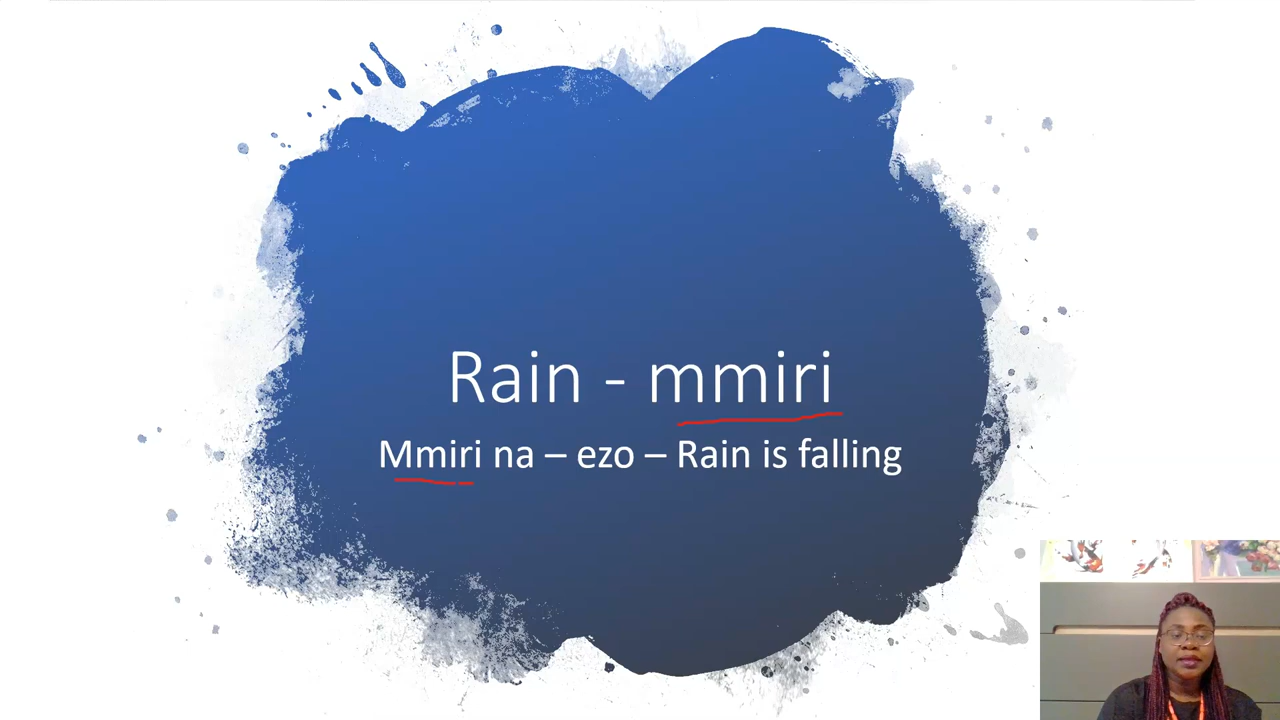 Rain - mmiri
Mmiri na – ezo – Rain is falling